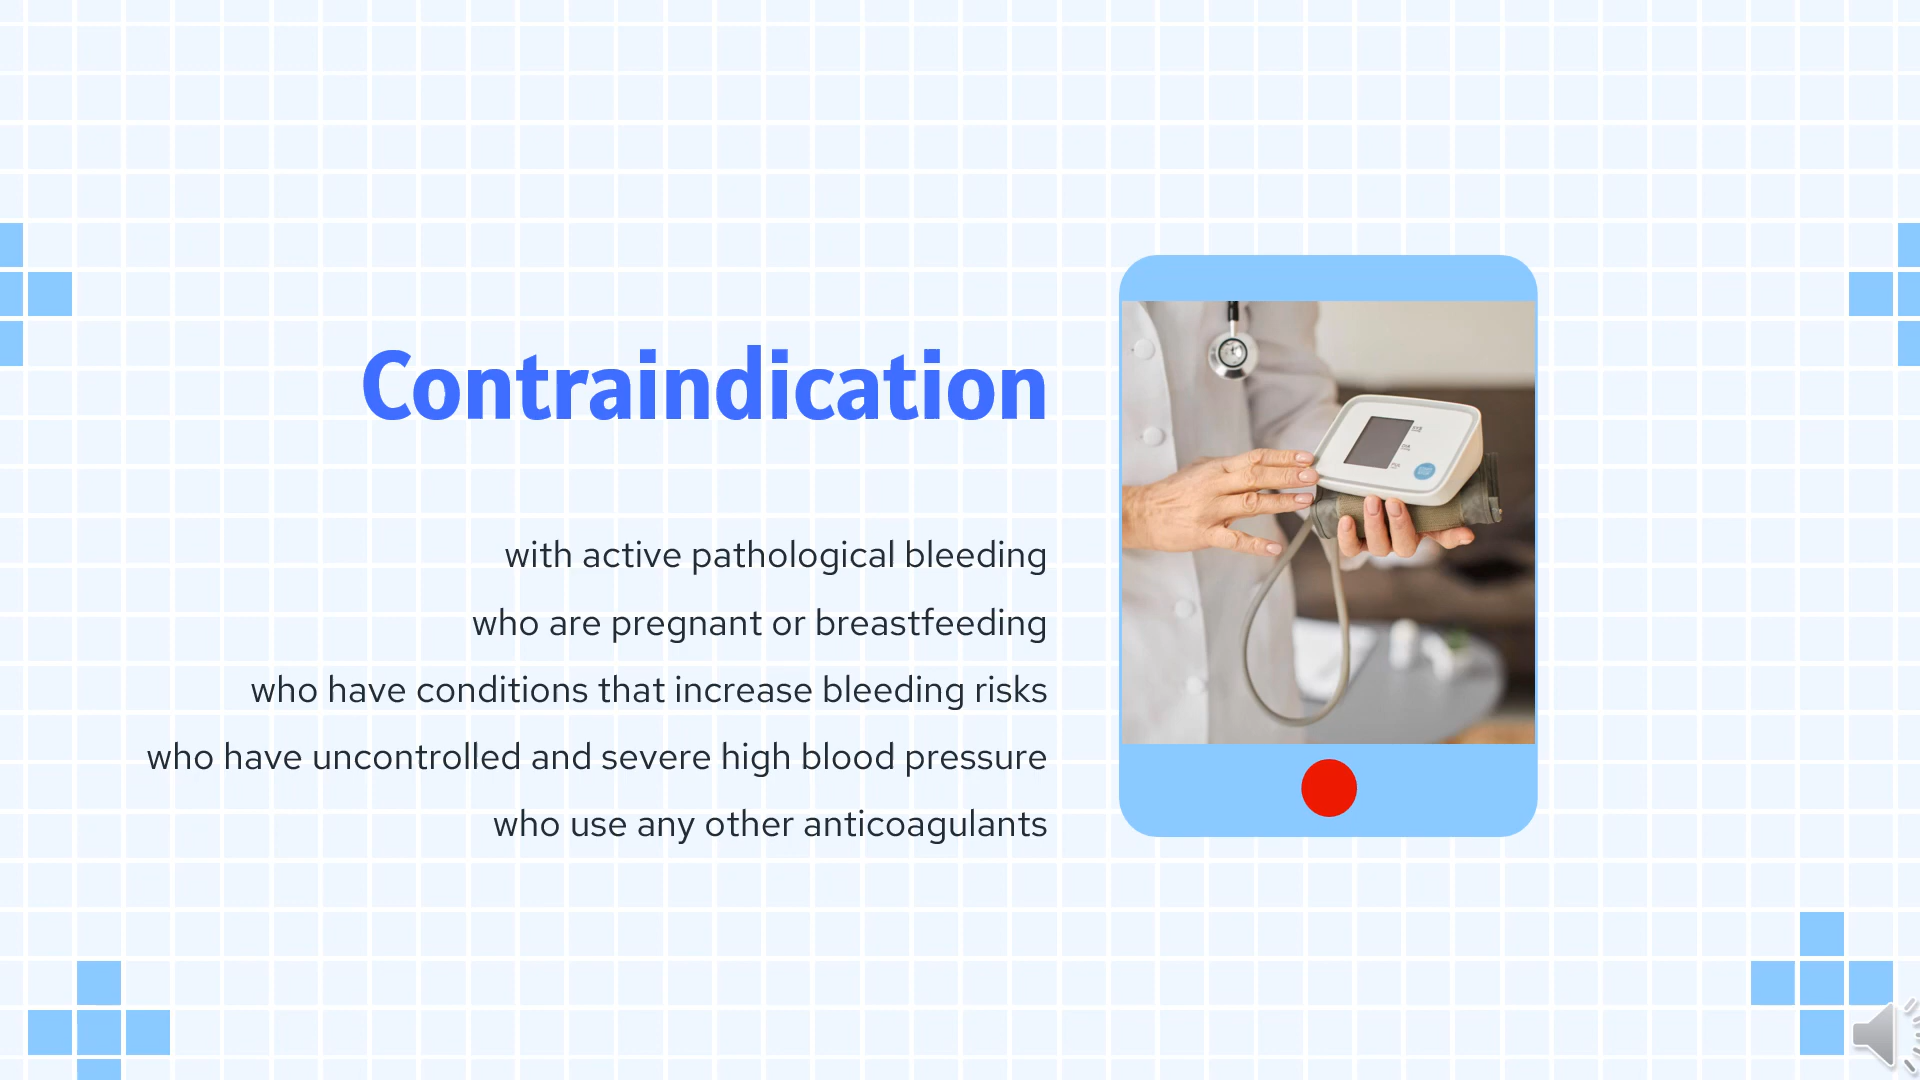 Contraindication
with active pathological bleeding
who are pregnant or breastfeeding
who have conditions that increase bleeding risks
who have uncontrolled and severe high blood pressure
who use any other anticoagulants